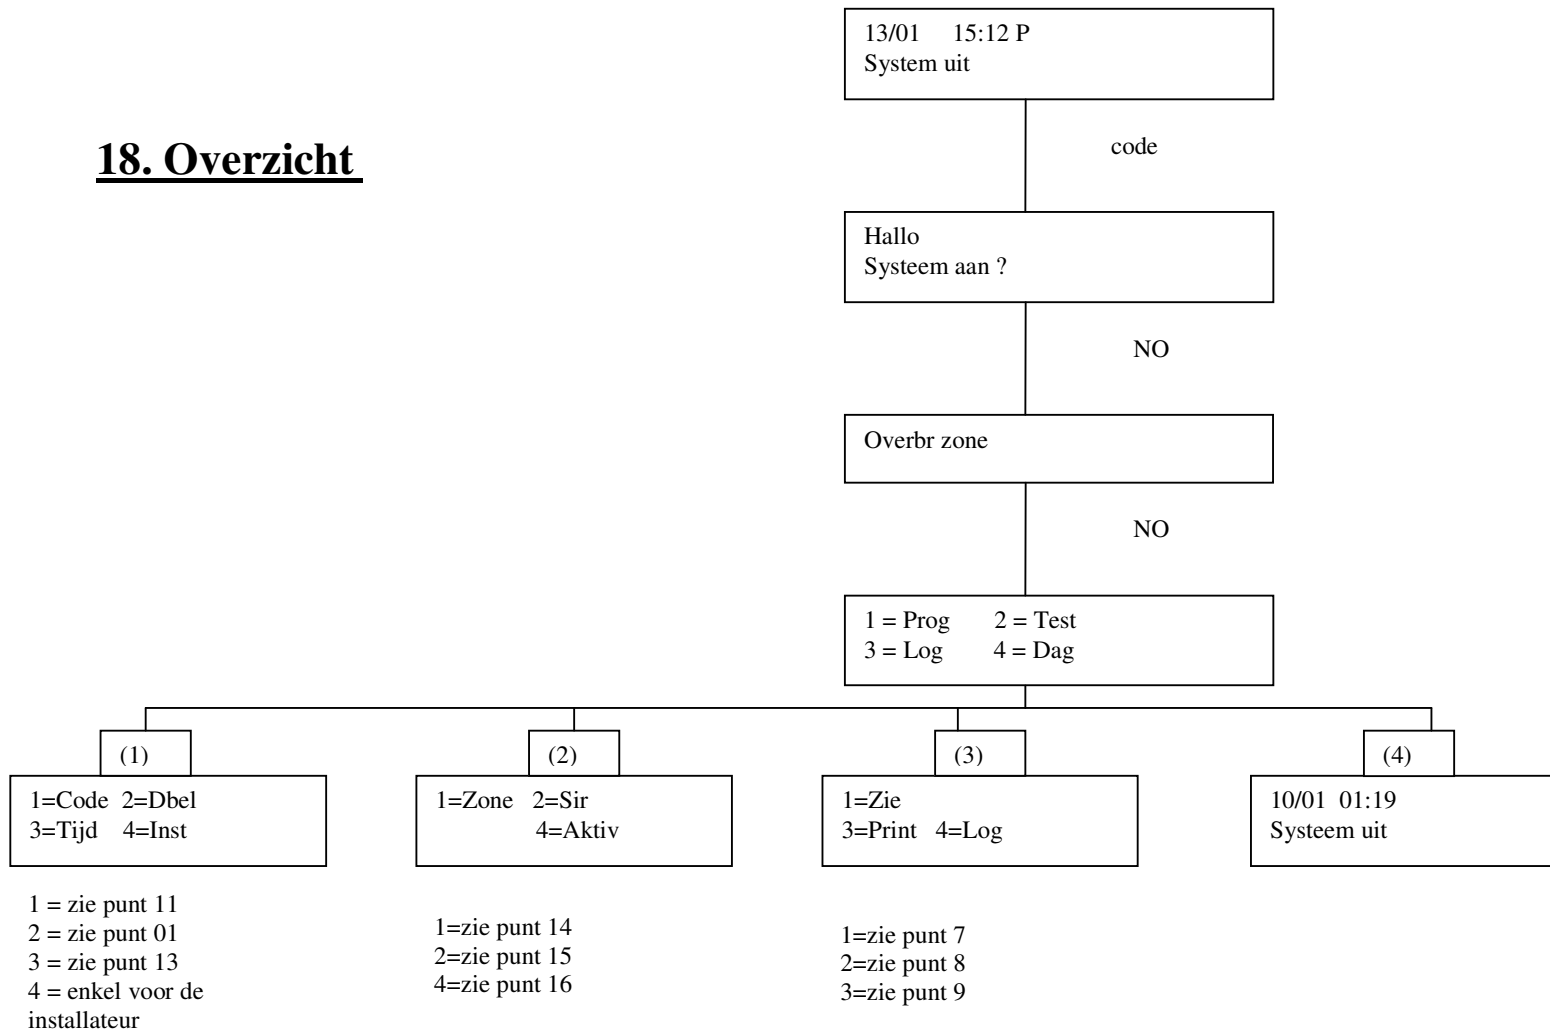 13/01 15:12 P
System uit
18. Overzicht
code
Hallo
Systeem aan ?
NO
Overbr zone
NO
1 = Prog 2 = Test
3 = Log 4 = Dag
(1)
1=Code 2=Dbel
3=Tijd 4=Inst
1 = zie punt 11
2 = zie punt 01
3 = zie punt 13
4 = enkel voor de
installateur
(2)
1=Zone 2=Sir
4=Aktiv
1=zie punt 14
2=zie punt 15
4=zie punt 16
(3)
1=Zie
3=Print 4=Log
1=zie punt 7
2=zie punt 8
3=zie punt 9
(4)
10/01 01:19
Systeem uit